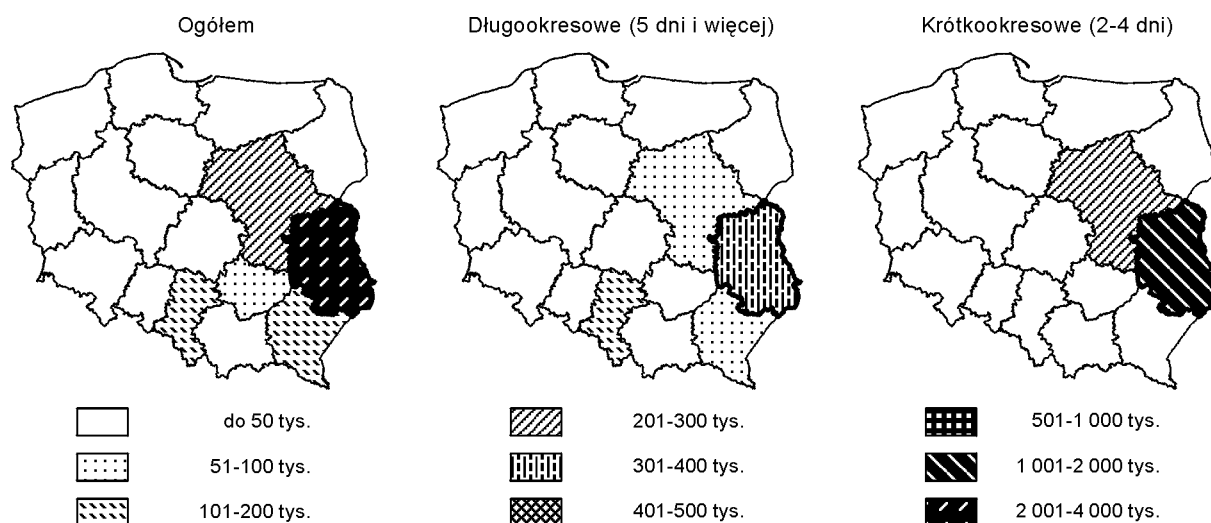 Ogółem
Długookresowe (5 dni i więcej)
Krótkookresowe (2-4 dni)
do 50 tys.
201-300 tys.
501-1 000 tys.
51-100 tys.
301-400 tys.
1 001-2 000 tys.
101-200 tys.
401-500 tys.
2 001-4 000 tys.